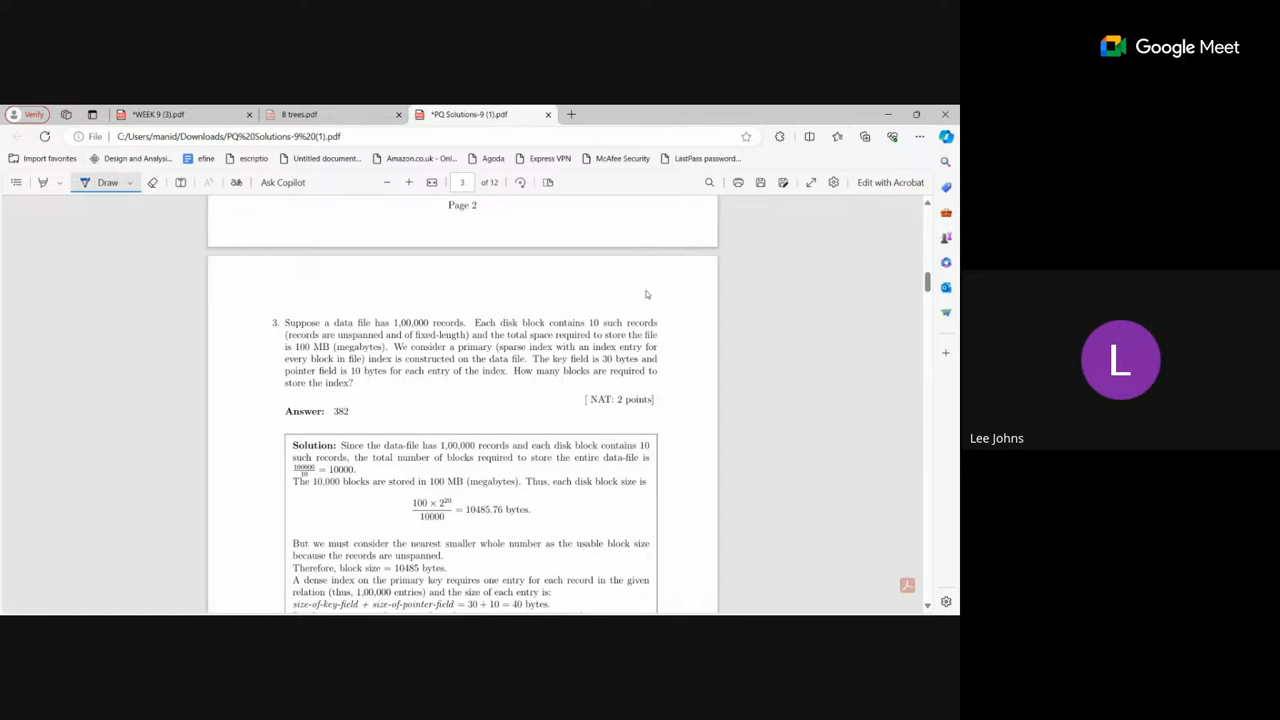 Google Meet
Verify
*WEEK 9 (3).pdf
B trees.pdf
*PQ Solutions-9 (1).pdf
File
C:/Users/manid/Downloads/PQ%20Solutions-9%20(1).pdf
Import favorites
Design and Analysi...
efine
escriptio
Untitled document...
Amazon.co.uk - Onl...
Agoda
Express VPN
McAfee Security
LastPass password...
Draw
Ask Copilot
3
of 12
Edit with Acrobat
Page 2
3. Suppose a data file has 1,00,000 records. Each disk block contains 10 such records
(records are unspanned and of fixed-length) and the total space required to store the file
is 100 MB (megabytes). We consider a primary (sparse index with an index entry for
every block in file) index is constructed on the data file. The key field is 30 bytes and
pointer field is 10 bytes for each entry of the index. How many blocks are required to
store the index?
[ NAT: 2 points]
Answer: 382
Solution: Since the data-file has 1,00,000 records and each disk block contains 10
such records, the total number of blocks required to store the entire data-file is
100000/10 = 10000.
The 10,000 blocks are stored in 100 MB (megabytes). Thus, each disk block size is
100 × 2^20
10000
= 10485.76 bytes.
But we must consider the nearest smaller whole number as the usable block size
because the records are unspanned.
Therefore, block size = 10485 bytes.
A dense index on the primary key requires one entry for each record in the given
relation (thus, 1,00,000 entries) and the size of each entry is:
size-of-key-field + size-of-pointer-field = 30 + 10 = 40 bytes.
L
Lee Johns